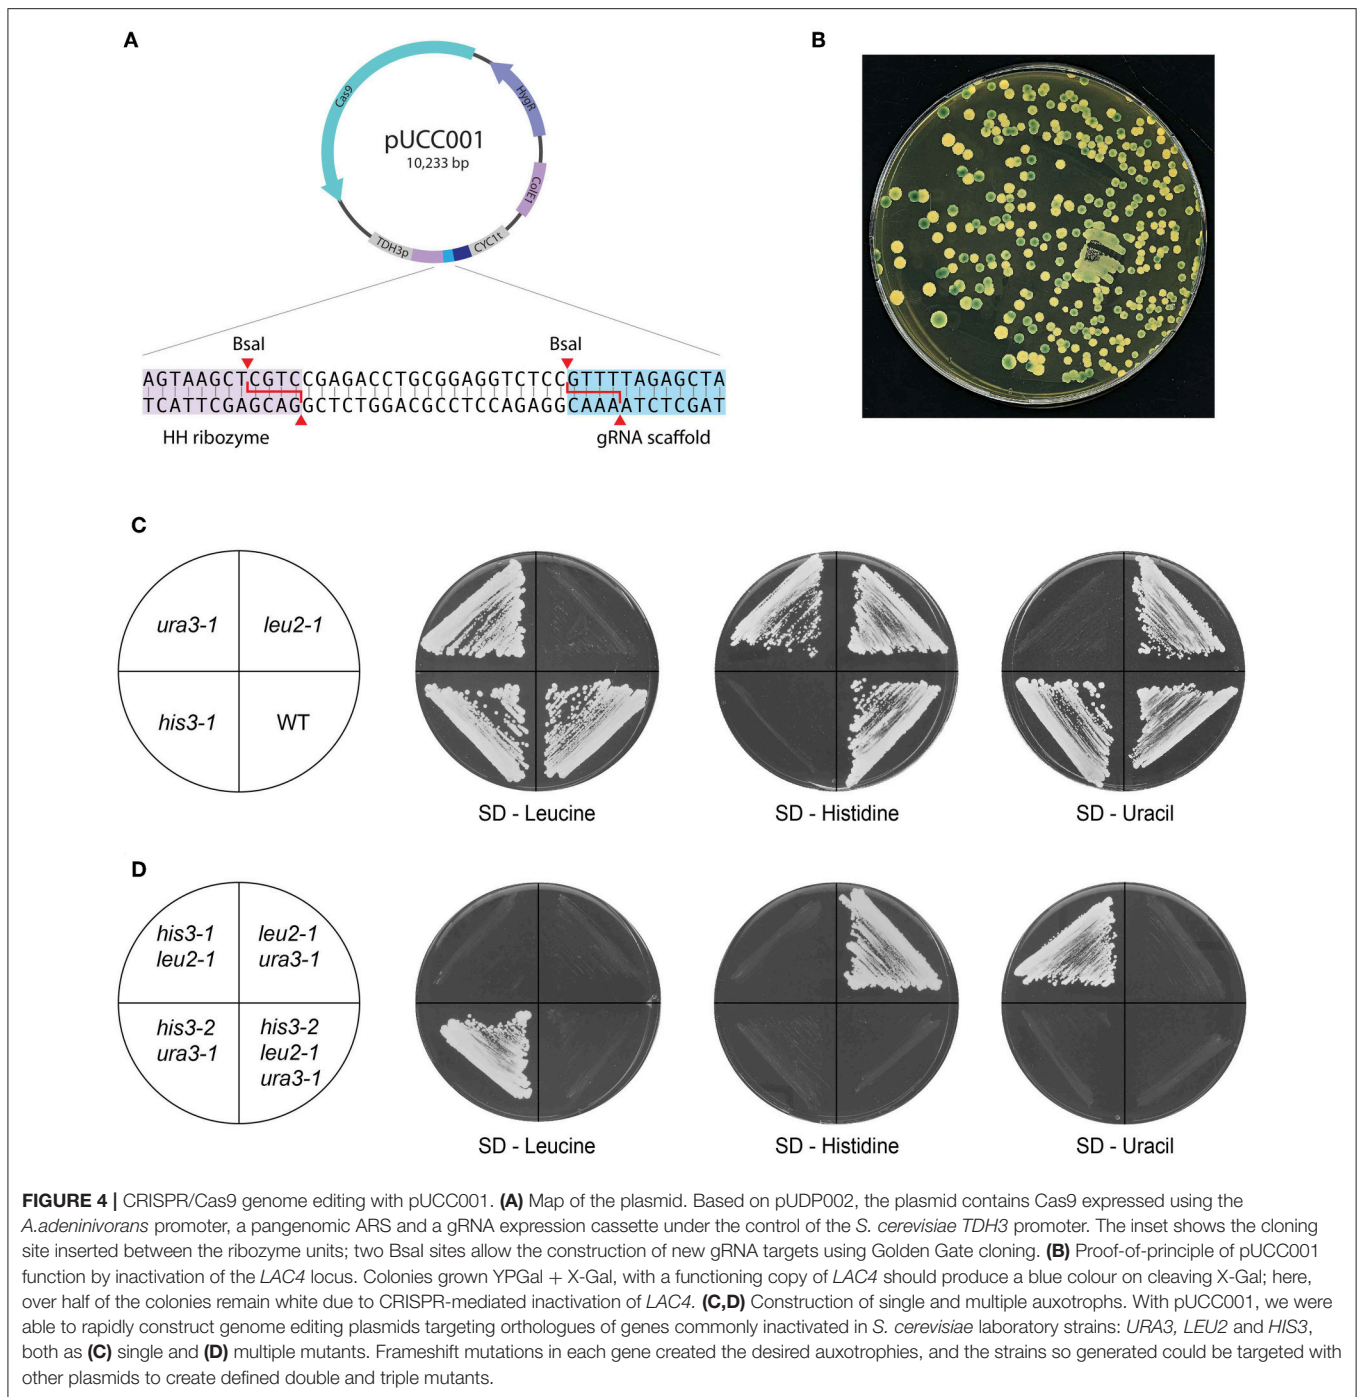 A
B
Cas9
HygR
pUCC001
10,233 bp
ColE1
TDH3p
CYC1t
BsaI
BsaI
AGTAAGCTCGTCCGAGACCTGCGGAGGTCTCCGTTTTAGAGCTA
TCATTCGAGCAGGCTCTGGACGCCTCCAGAGGCAAAATCTCGAT
HH ribozyme
gRNA scaffold
C
ura3-1
leu2-1
his3-1
WT
SD - Leucine
SD - Histidine
SD - Uracil
D
his3-1
leu2-1
leu2-1
ura3-1
his3-2
ura3-1
his3-2
leu2-1
ura3-1
SD - Leucine
SD - Histidine
SD - Uracil
FIGURE 4 | CRISPR/Cas9 genome editing with pUCC001. (A) Map of the plasmid. Based on pUDP002, the plasmid contains Cas9 expressed using the
A.adeninivorans promoter, a pangenomic ARS and a gRNA expression cassette under the control of the S. cerevisiae TDH3 promoter. The inset shows the cloning
site inserted between the ribozyme units; two BsaI sites allow the construction of new gRNA targets using Golden Gate cloning. (B) Proof-of-principle of pUCC001
function by inactivation of the LAC4 locus. Colonies grown YPGal + X-Gal, with a functioning copy of LAC4 should produce a blue colour on cleaving X-Gal; here,
over half of the colonies remain white due to CRISPR-mediated inactivation of LAC4. (C,D) Construction of single and multiple auxotrophs. With pUCC001, we were
able to rapidly construct genome editing plasmids targeting orthologues of genes commonly inactivated in S. cerevisiae laboratory strains: URA3, LEU2 and HIS3,
both as (C) single and (D) multiple mutants. Frameshift mutations in each gene created the desired auxotrophies, and the strains so generated could be targeted with
other plasmids to create defined double and triple mutants.